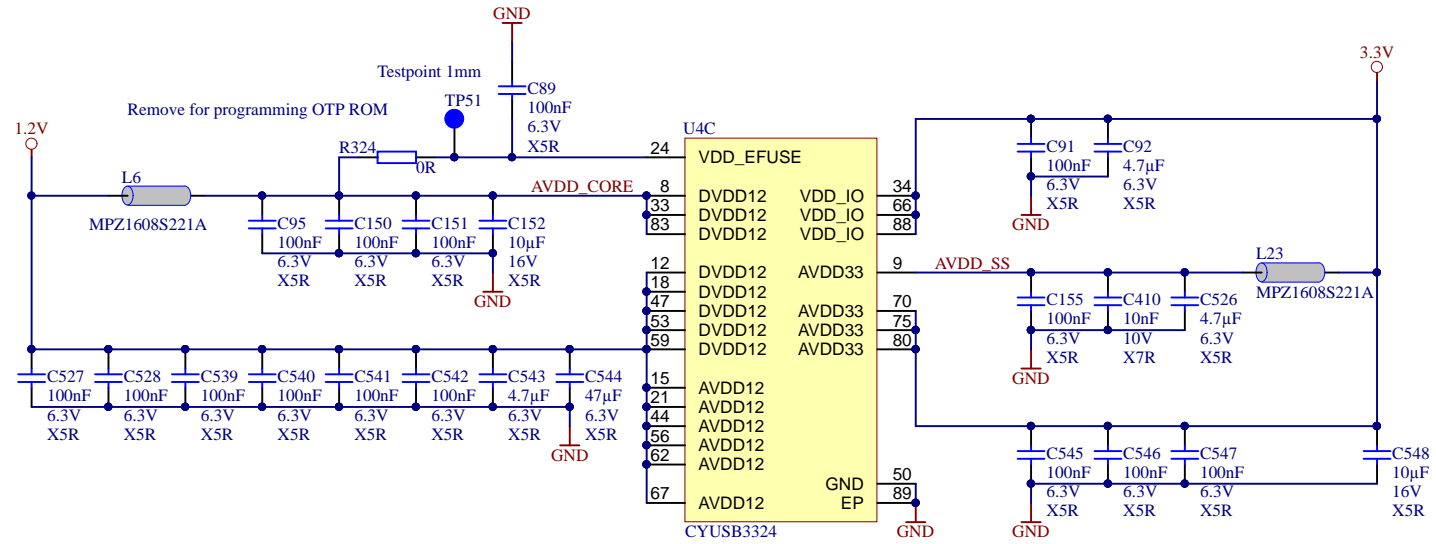 GND
3.3V
Testpoint 1mm
TP51
C89
100nF
6.3V
X5R
Remove for programming OTP ROM
1.2V
R324
0R
L6
MPZ1608S221A
AVDD_CORE
C95
100nF
6.3V
X5R
C150
100nF
6.3V
X5R
C151
100nF
6.3V
X5R
C152
10µF
16V
X5R
GND
C527
100nF
6.3V
X5R
C528
100nF
6.3V
X5R
C539
100nF
6.3V
X5R
C540
100nF
6.3V
X5R
C541
100nF
6.3V
X5R
C542
100nF
6.3V
X5R
C543
4.7µF
6.3V
X5R
C544
47µF
6.3V
X5R
GND
U4C
24 VDD_EFUSE
8 DVDD12
33 DVDD12
83 DVDD12
12 DVDD12
18 DVDD12
47 DVDD12
53 DVDD12
59 DVDD12
15 AVDD12
21 AVDD12
44 AVDD12
56 AVDD12
62 AVDD12
67 AVDD12
VDD_IO 34
VDD_IO 66
VDD_IO 88
AVDD33 9
AVDD33 70
AVDD33 75
AVDD33 80
GND 50
EP 89
CYUSB3324
GND
C91
100nF
6.3V
X5R
C92
4.7µF
6.3V
X5R
GND
AVDD_SS
L23
MPZ1608S221A
C155
100nF
6.3V
X5R
C410
10nF
10V
X7R
C526
4.7µF
6.3V
X5R
GND
C545
100nF
6.3V
X5R
C546
100nF
6.3V
X5R
C547
100nF
6.3V
X5R
C548
10µF
16V
X5R
GND